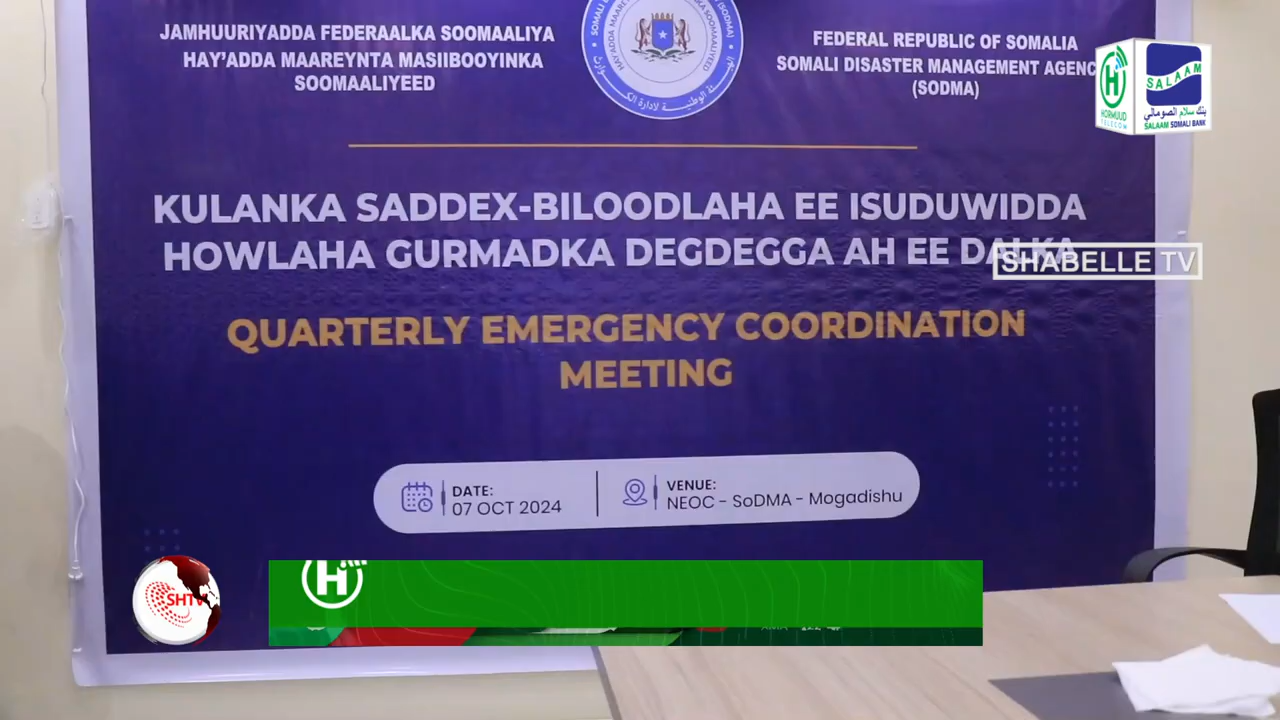 JAMHUURIYADDA FEDERAALKA SOOMAALIYA
HAY'ADDA MAAREYNTA MASIIBOOYINKA
SOOMAALIYEED
FEDERAL REPUBLIC OF SOMALIA
SOMALI DISASTER MANAGEMENT AGENC
(SODMA)
HORMUUD
TELECOM
SALAAM
بنك سلام الصومالي
SALAAM SOMALI BANK
KULANKA SADDEX-BILOODLAHA EE ISUDUWIDDA
HOWLAHA GURMADKA DEGDEGGA AH EE DALKA
SHABELLE TV
QUARTERLY EMERGENCY COORDINATION
MEETING
DATE:
07 OCT 2024
VENUE:
NEOC - SoDMA - Mogadishu
SHTV
H